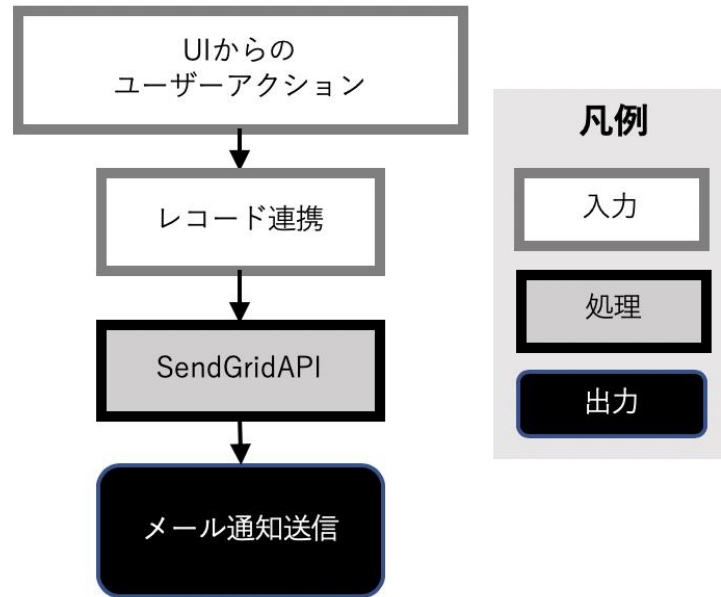 UIからの
ユーザーアクション
レコード連携
SendGridAPI
メール通知送信
凡例
入力
処理
出力